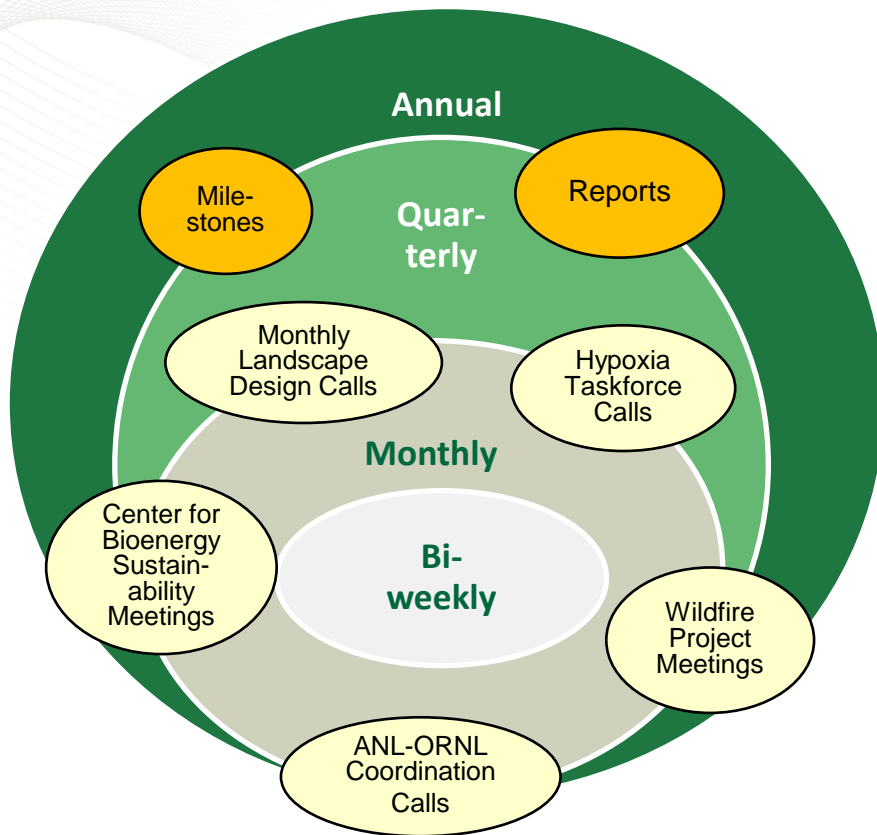 Annual
Mile-
stones
Reports
Quar-
terly
Monthly
Landscape
Design Calls
Hypoxia
Taskforce
Calls
Monthly
Center for
Bioenergy
Sustain-
ability
Meetings
Bi-
weekly
Wildfire
Project
Meetings
ANL-ORNL
Coordination
Calls